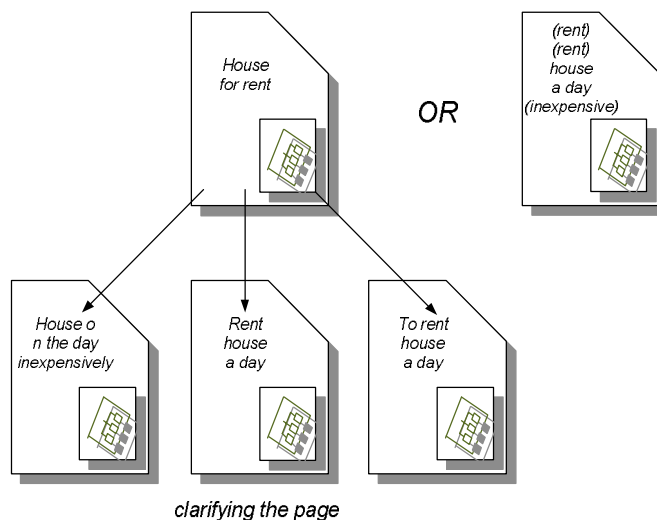 House
for rent
OR
(rent)
(rent)
house
a day
(inexpensive)
House o
n the day
inexpensively
Rent
house
a day
To rent
house
a day
clarifying the page